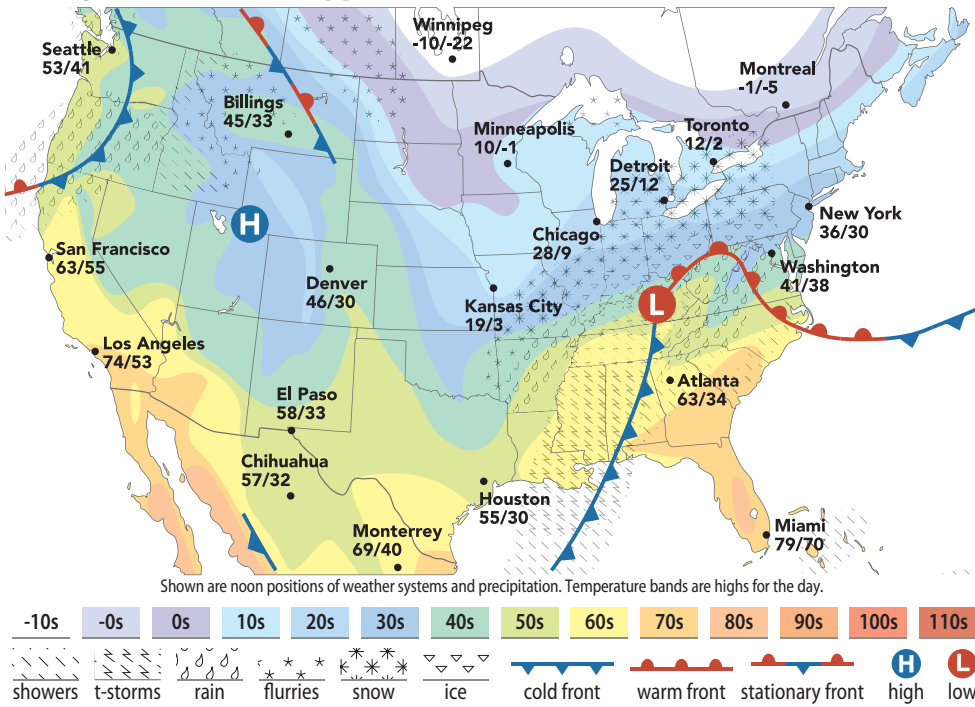 Winnipeg
-10/-22
Seattle
53/41
Montreal
-1/-5
Billings
45/33
Minneapolis
10/-1
Toronto
12/2
Detroit
25/12
H
New York
36/30
San Francisco
63/55
Chicago
28/9
Washington
41/38
Denver
46/30
Kansas City
19/3
L
Los Angeles
74/53
El Paso
58/33
Atlanta
63/34
Chihuahua
57/32
Houston
55/30
Monterrey
69/40
Miami
79/70
Shown are noon positions of weather systems and precipitation. Temperature bands are highs for the day.
-10s -0s 0s 10s 20s 30s 40s 50s 60s 70s 80s 90s 100s 110s
H L
showers t-storms rain flurries snow ice cold front warm front stationary front high low